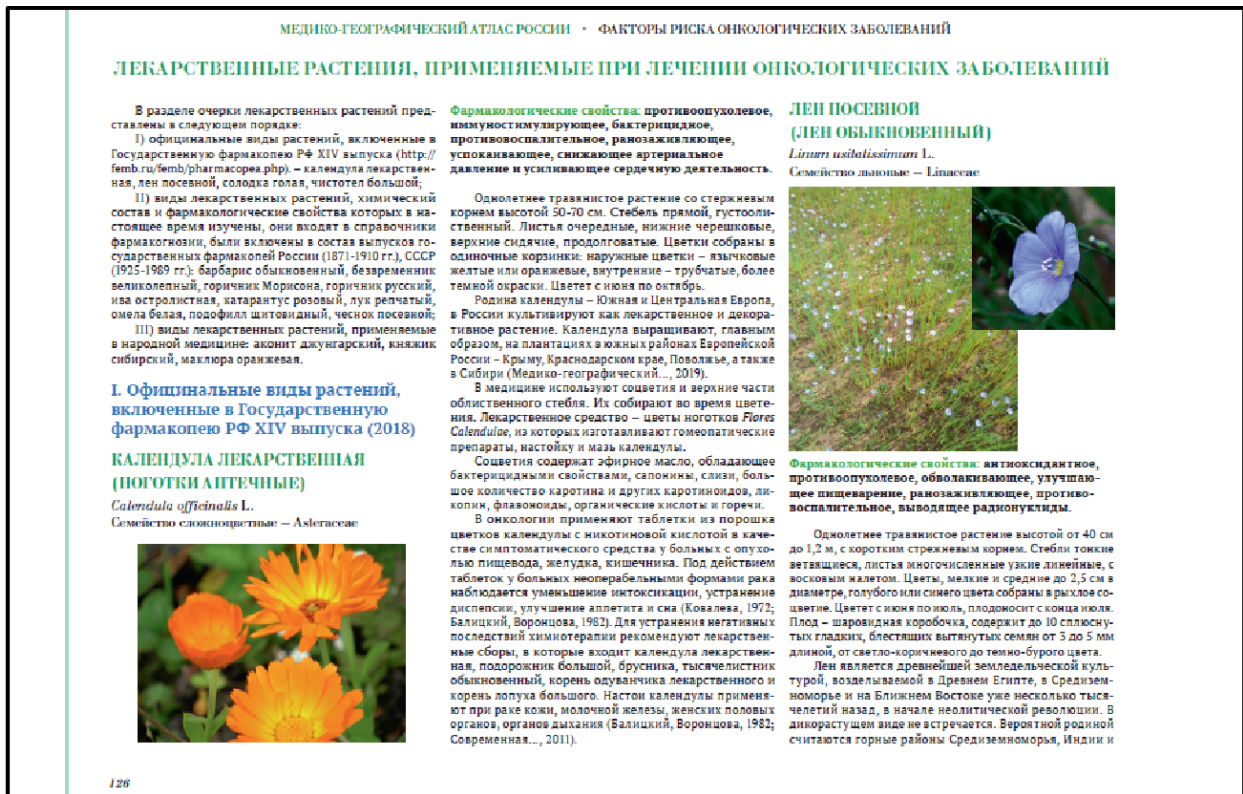 МЕДИКО-ГЕОГРАФИЧЕСКИЙ АТЛАС РОССИИ • ФАКТОРЫ РИСКА ОНКОЛОГИЧЕСКИХ ЗАБОЛЕВАНИЙ
ЛЕКАРСТВЕННЫЕ РАСТЕНИЯ, ПРИМЕНЯЕМЫЕ ПРИ ЛЕЧЕНИИ ОНКОЛОГИЧЕСКИХ ЗАБОЛЕВАНИЙ
В разделе очерки лекарственных растений пред-
ставлены в следующем порядке:
I) официнальные виды растений, включенные в
Государственную фармакопею РФ XIV выпуска (http://
femb.ru/femb/pharmacopea.php). – календула лекарствен-
ная, лен посевной, солодка голая, чистотел большой;
II) виды лекарственных растений, химический
состав и фармакологические свойства которых в на-
стоящее время изучены, они входят в справочники
фармакогнозии, были включены в состав выпусков го-
сударственных фармакопей России (1871-1910 гг.), СССР
(1925-1989 гг.): барбарис обыкновенный, безвременник
великолепный, горичник Морисона, горичник русский,
ива остролистная, катарантус розовый, лук репчатый,
омела белая, подофилл щитовидный, чеснок посевной;
III) виды лекарственных растений, применяемые
в народной медицине: аконит джунгарский, княжик
сибирский, маклюра оранжевая.
I. Официнальные виды растений,
включенные в Государственную
фармакопею РФ XIV выпуска (2018)
КАЛЕНДУЛА ЛЕКАРСТВЕННАЯ
(НОГОТКИ АПТЕЧНЫЕ)
Calendula officinalis L.
Семейство сложноцветные – Asteraceae
126
Фармакологические свойства: противоопухолевое,
иммуностимулирующее, бактерицидное,
противовоспалительное, ранозаживляющее,
успокаивающее, снижающее артериальное
давление и усиливающее сердечную деятельность.
Однолетнее травянистое растение со стержневым
корнем высотой 50-70 см. Стебель прямой, густооли-
ственный. Листья очередные, нижние черешковые,
верхние сидячие, продолговатые. Цветки собраны в
одиночные корзинки: наружные цветки – язычковые
желтые или оранжевые, внутренние – трубчатые, более
темной окраски. Цветет с июня по октябрь.
Родина календулы – Южная и Центральная Европа,
в России культивируют как лекарственное и декора-
тивное растение. Календула выращивают, главным
образом, на плантациях в южных районах Европейской
России – Крыму, Краснодарском крае, Поволжье, а также
в Сибири (Медико-географический..., 2019).
В медицине используют соцветия и верхние части
облиственного стебля. Их собирают во время цвете-
ния. Лекарственное средство – цветы ноготков Flores
Calendulae, из которых изготавливают гомеопатические
препараты, настойку и мазь календулы.
Соцветия содержат эфирное масло, обладающее
бактерицидными свойствами, сапонины, слизи, боль-
шое количество каротина и других каротиноидов, ли-
копин, флавоноиды, органические кислоты и горечи.
В онкологии применяют таблетки из порошка
цветков календулы с никотиновой кислотой в каче-
стве симптоматического средства у больных с опухо-
лью пищевода, желудка, кишечника. Под действием
таблеток у больных неоперабельными формами рака
наблюдается уменьшение интоксикации, устранение
диспепсии, улучшение аппетита и сна (Ковалева, 1972;
Балицкий, Воронцова, 1982). Для устранения негативных
последствий химиотерапии рекомендуют лекарствен-
ные сборы, в которые входит календула лекарствен-
ная, подорожник большой, брусника, тысячелистник
обыкновенный, корень одуванчика лекарственного и
корень лопуха большого. Настои календулы применя-
ют при раке кожи, молочной железы, женских половых
органов, органов дыхания (Балицкий, Воронцова, 1982;
Современная..., 2011).
ЛЕН ПОСЕВНОЙ
(ЛЕН ОБЫКНОВЕННЫЙ)
Linum usitatissimum L.
Семейство льновые – Linaceae
Фармакологические свойства: антиоксидантное,
противоопухолевое, обволакивающее, улучшаю-
щее пищеварение, ранозаживляющее, противо-
воспалительное, выводящее радионуклиды.
Однолетнее травянистое растение высотой от 40 см
до 1,2 м, с коротким стрежневым корнем. Стебли тонкие
ветвящиеся, листья многочисленные узкие линейные, с
восковым налетом. Цветы, мелкие и средние до 2,5 см в
диаметре, голубого или синего цвета собраны в рыхлое со-
цветие. Цветет с июня по июль, плодоносит с конца июля.
Плод – шаровидная коробочка, содержит до 10 сплюсну-
тых гладких, блестящих вытянутых семян от 3 до 5 мм
длиной, от светло-коричневого до темно-бурого цвета.
Лен является древнейшей земледельческой куль-
турой, возделываемой в Древнем Египте, в Средизем-
номорье и на Ближнем Востоке уже несколько тыся-
челетий назад, в начале неолитической революции. В
дикорастущем виде не встречается. Вероятной родиной
считаются горные районы Средиземноморья, Индии и